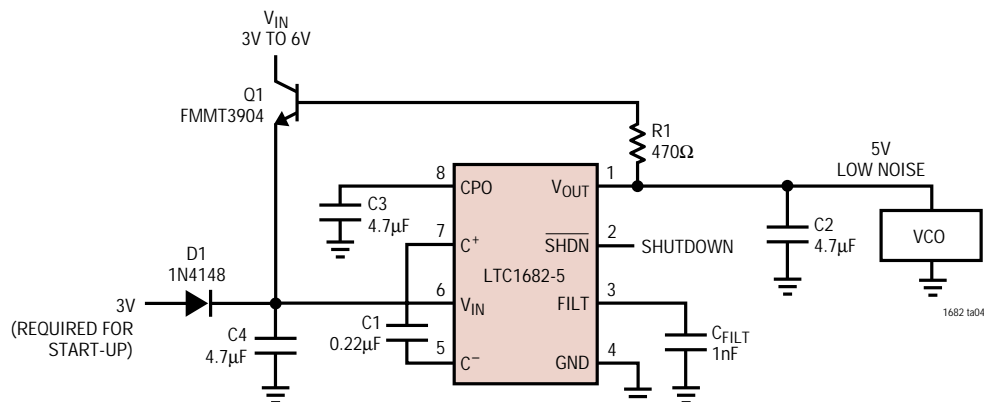 VIN
3V TO 6V
Q1
FMMT3904
R1
470Ω
5V
LOW NOISE
8
CPO
VOUT
1
C3
4.7µF
7
C+
SHDN
2
SHUTDOWN
C2
4.7µF
VCO
D1
1N4148
LTC1682-5
3V
(REQUIRED FOR
START-UP)
6
VIN
FILT
3
1682 ta04
C4
4.7µF
C1
0.22µF
5
C–
GND
4
CFILT
1nF